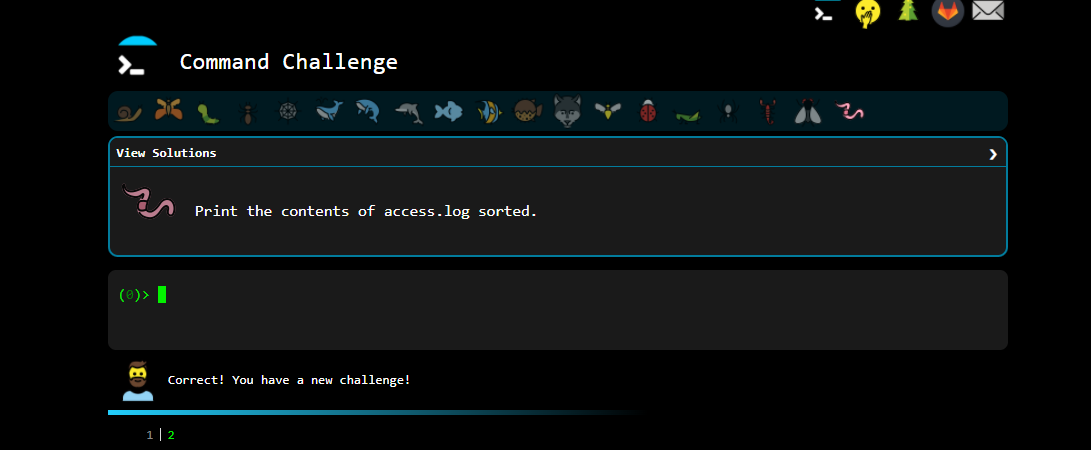 Command Challenge
View Solutions
Print the contents of access.log sorted.
(0)>
Correct! You have a new challenge!
1 | 2